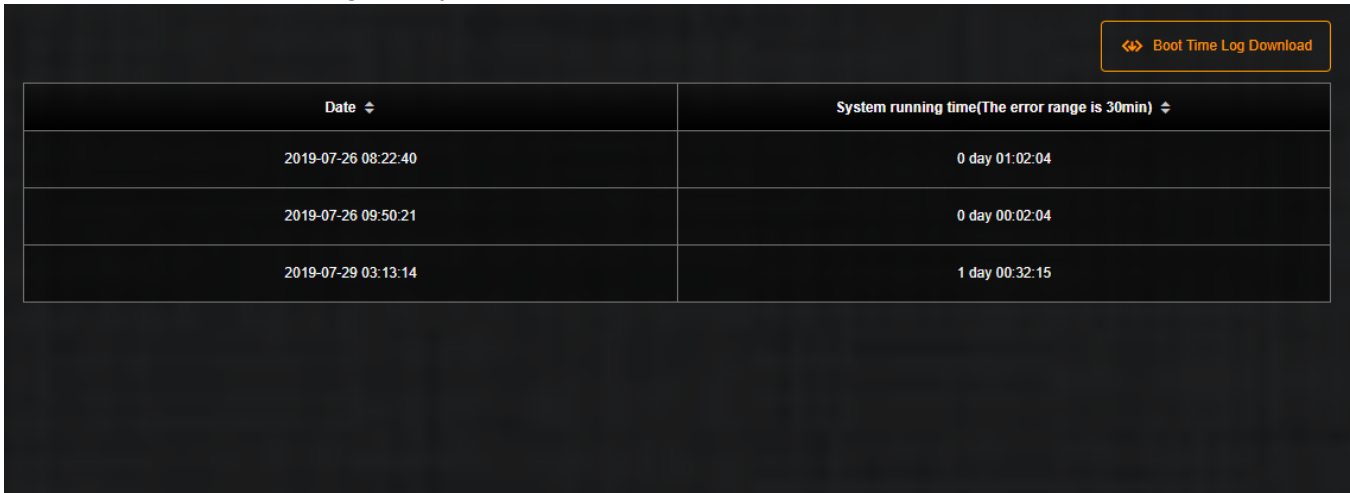 Boot Time Log Download
Date System running time(The error range is 30min)
2019-07-26 08:22:40 0 day 01:02:04
2019-07-26 09:50:21 0 day 00:02:04
2019-07-29 03:13:14 1 day 00:32:15